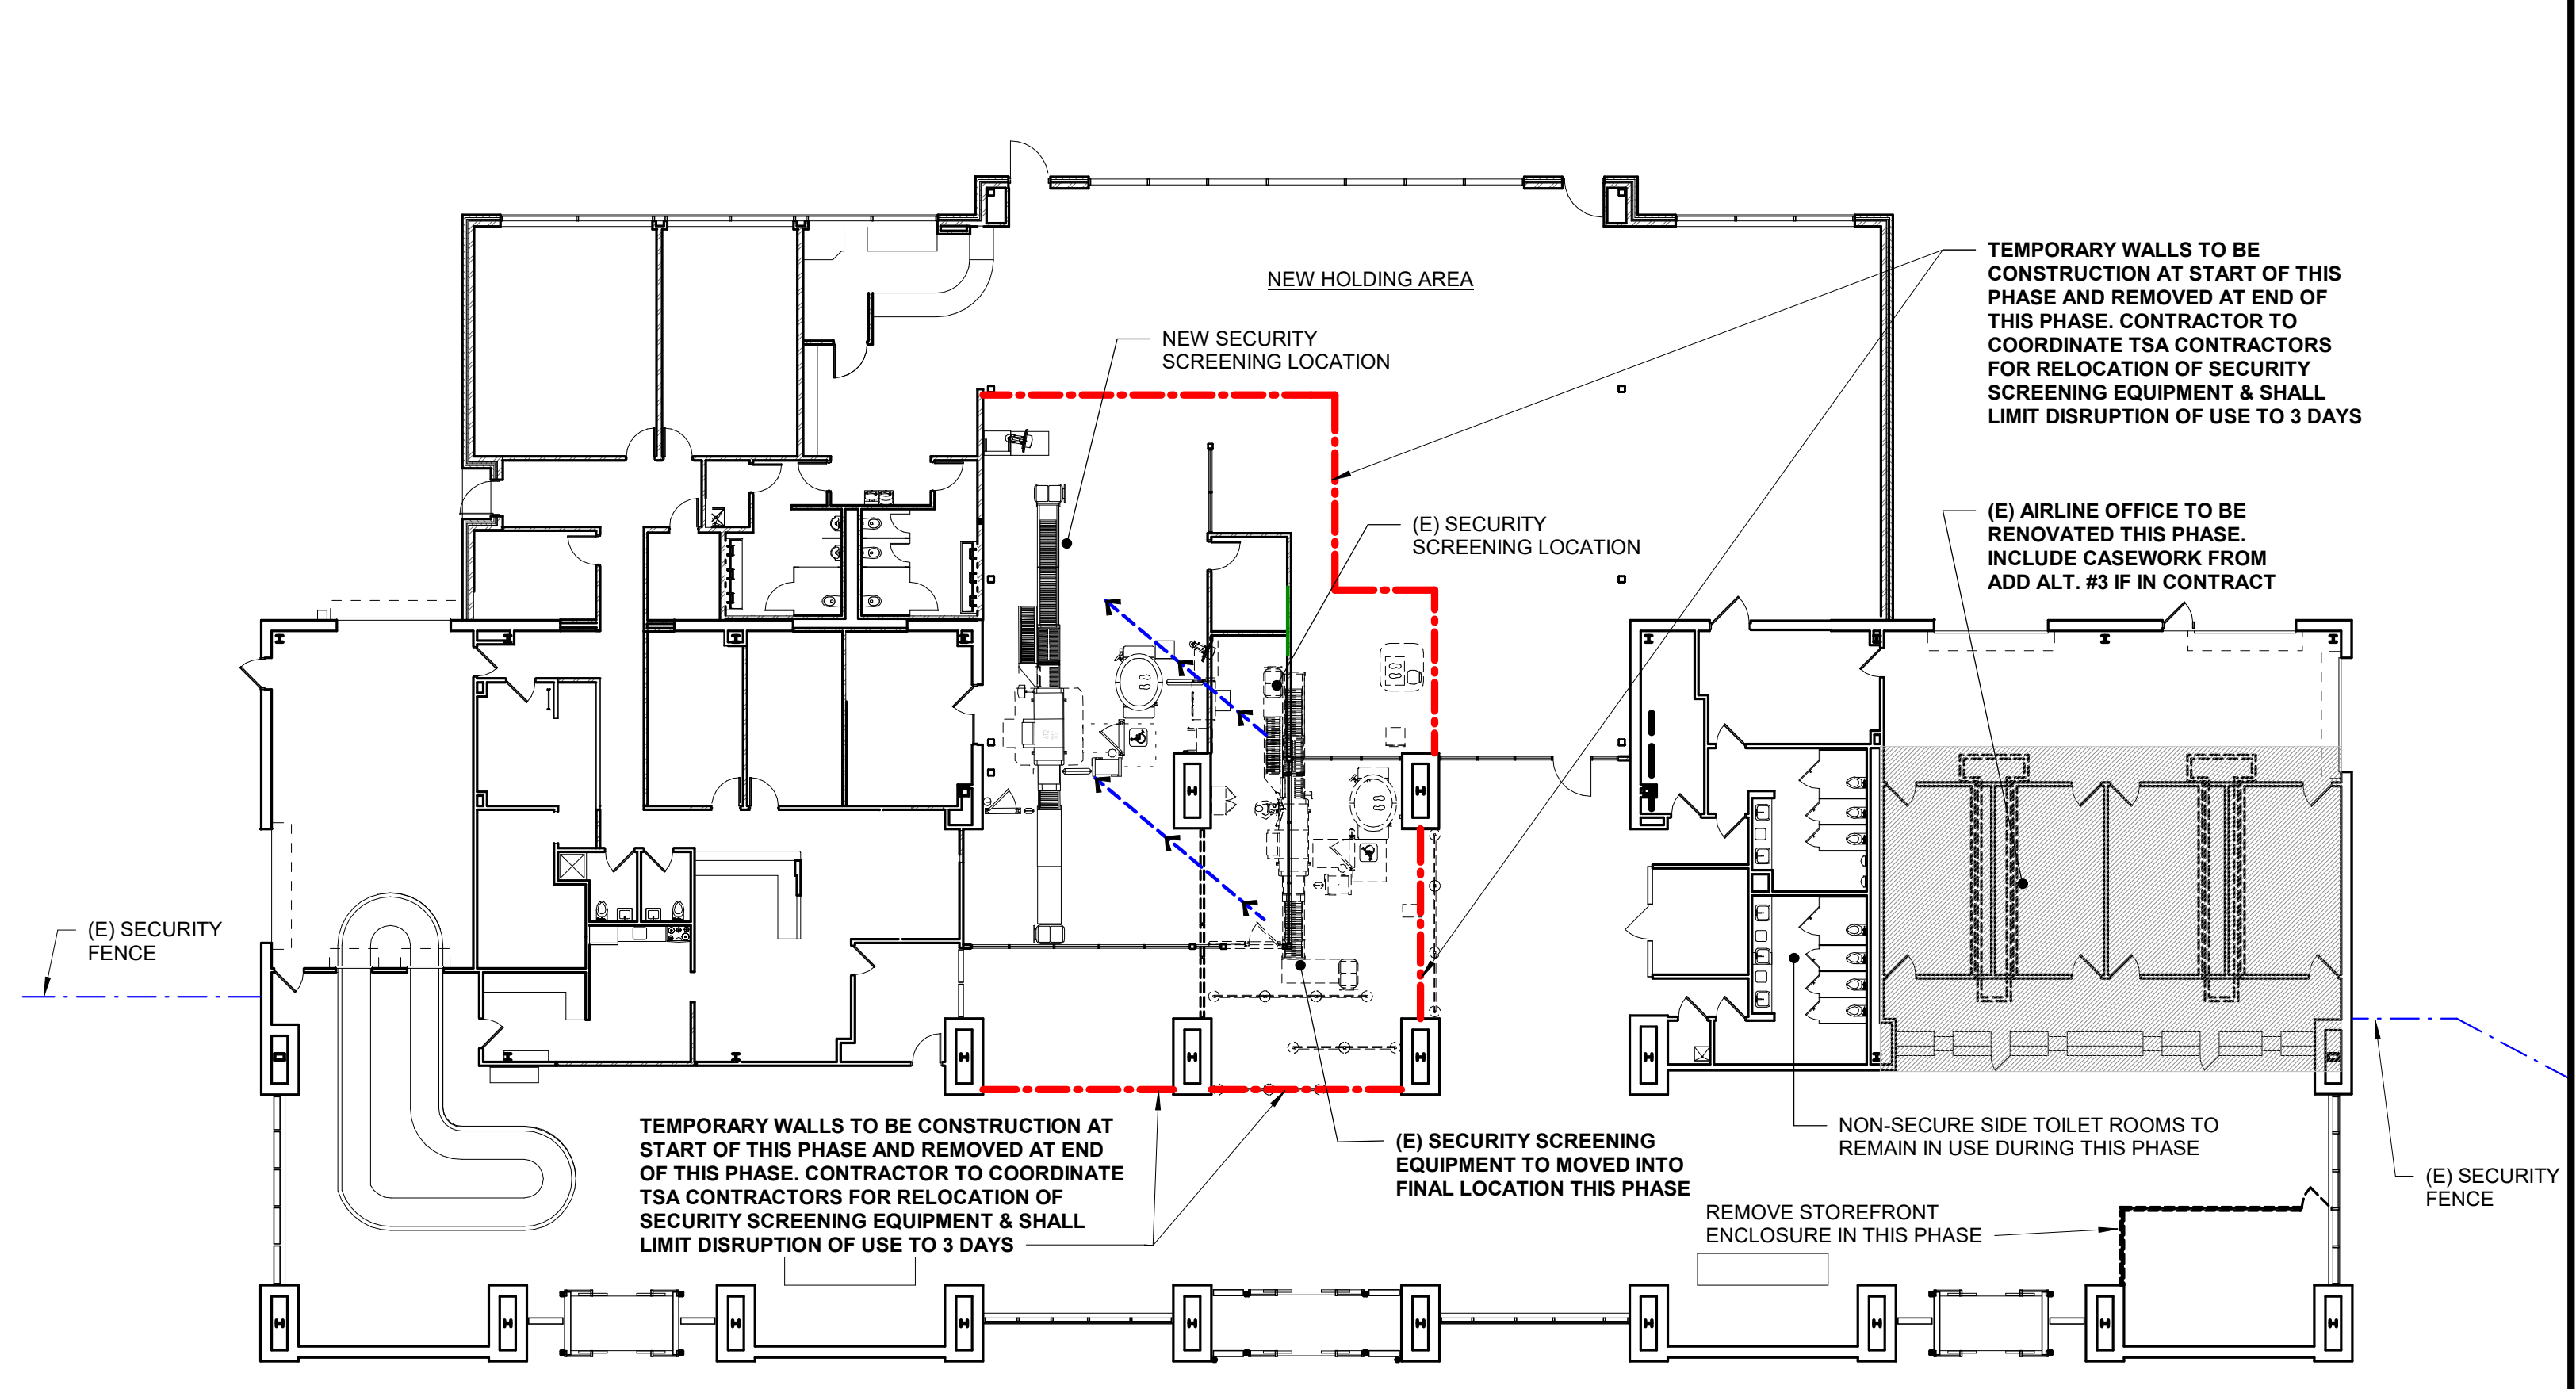 NEW HOLDING AREA
TEMPORARY WALLS TO BE
CONSTRUCTION AT START OF THIS
PHASE AND REMOVED AT END OF
THIS PHASE. CONTRACTOR TO
COORDINATE TSA CONTRACTORS
FOR RELOCATION OF SECURITY
SCREENING EQUIPMENT & SHALL
LIMIT DISRUPTION OF USE TO 3 DAYS
NEW SECURITY
SCREENING LOCATION
(E) SECURITY
SCREENING LOCATION
(E) AIRLINE OFFICE TO BE
RENOVATED THIS PHASE.
INCLUDE CASEWORK FROM
ADD ALT. #3 IF IN CONTRACT
(E) SECURITY
FENCE
TEMPORARY WALLS TO BE CONSTRUCTION AT
START OF THIS PHASE AND REMOVED AT END
OF THIS PHASE. CONTRACTOR TO COORDINATE
TSA CONTRACTORS FOR RELOCATION OF
SECURITY SCREENING EQUIPMENT & SHALL
LIMIT DISRUPTION OF USE TO 3 DAYS
(E) SECURITY SCREENING
EQUIPMENT TO MOVED INTO
FINAL LOCATION THIS PHASE
NON-SECURE SIDE TOILET ROOMS TO
REMAIN IN USE DURING THIS PHASE
REMOVE STOREFRONT
ENCLOSURE IN THIS PHASE
(E) SECURITY
FENCE